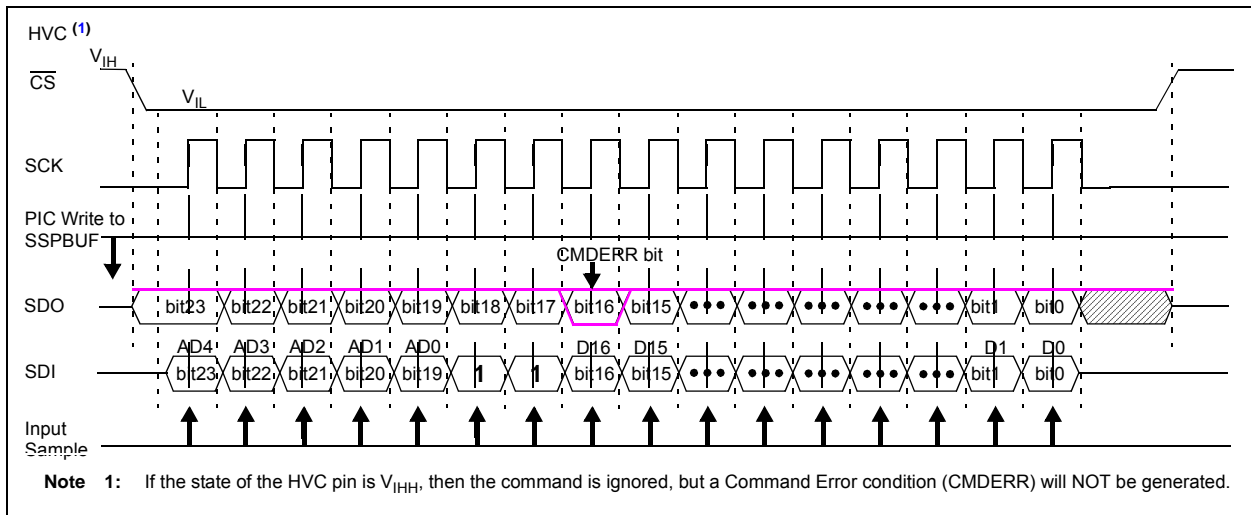 HVC (1)
VIH
CS
VIL
SCK
PIC Write to
SSPBUF
CMDERR bit
SDO bit23 bit22 bit21 bit20 bit19 bit18 bit17 bit16 bit15 ••• ••• ••• ••• ••• bit1 bit0
AD4 AD3 AD2 AD1 AD0 D16 D15 D1 D0
SDI bit23 bit22 bit21 bit20 bit19 1 1 bit16 bit15 ••• ••• ••• ••• ••• bit1 bit0
Input
Sample
Note 1: If the state of the HVC pin is VIHH, then the command is ignored, but a Command Error condition (CMDERR) will NOT be generated.